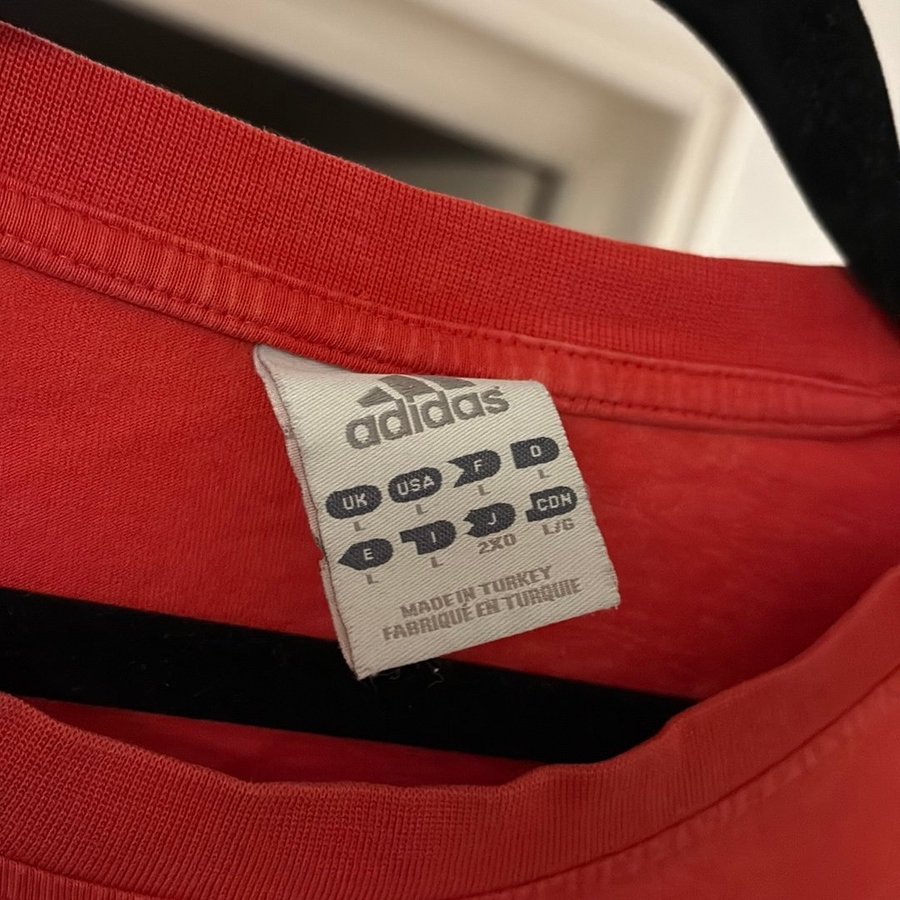 adidas
UK USA F D
L L L L
E I J CDN
L L 2XO L/G
MADE IN TURKEY
FABRIQUÉ EN TURQUIE